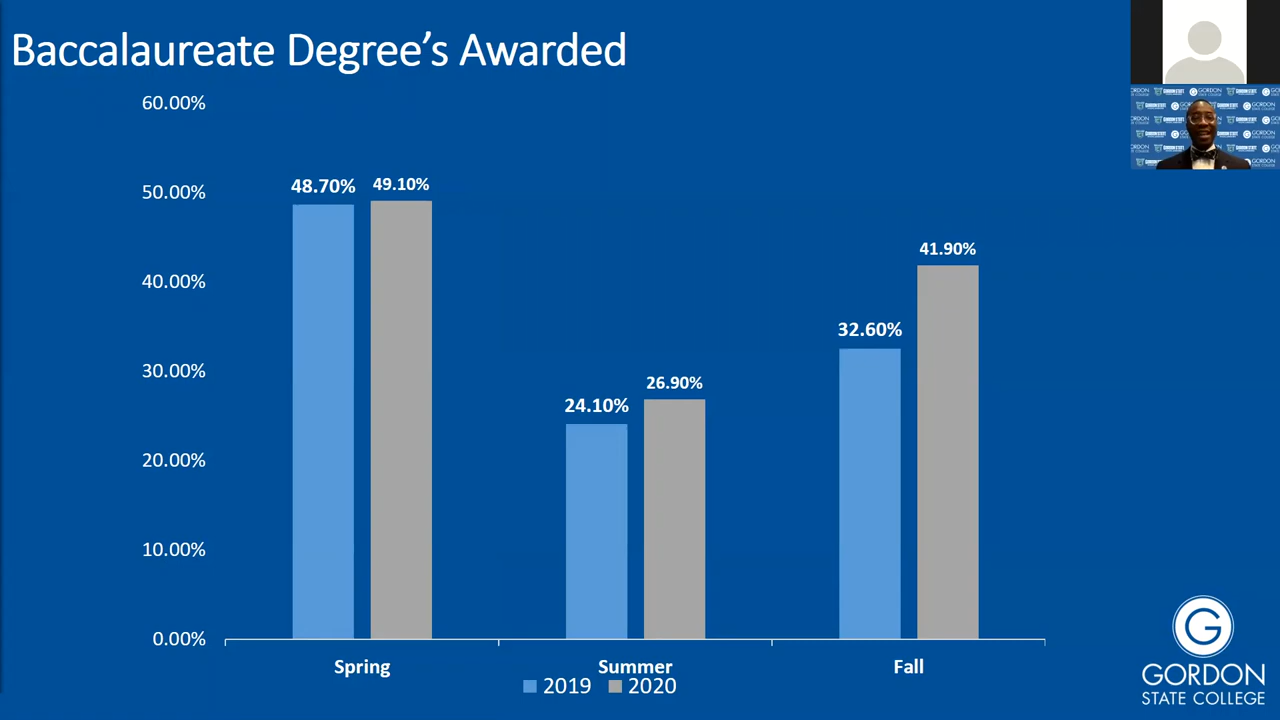 Baccalaureate Degree’s Awarded
60.00%
50.00%
40.00%
30.00%
20.00%
10.00%
0.00%
48.70%
49.10%
24.10%
26.90%
32.60%
41.90%
Spring
Summer
Fall
2019
2020
G
GORDON
STATE COLLEGE